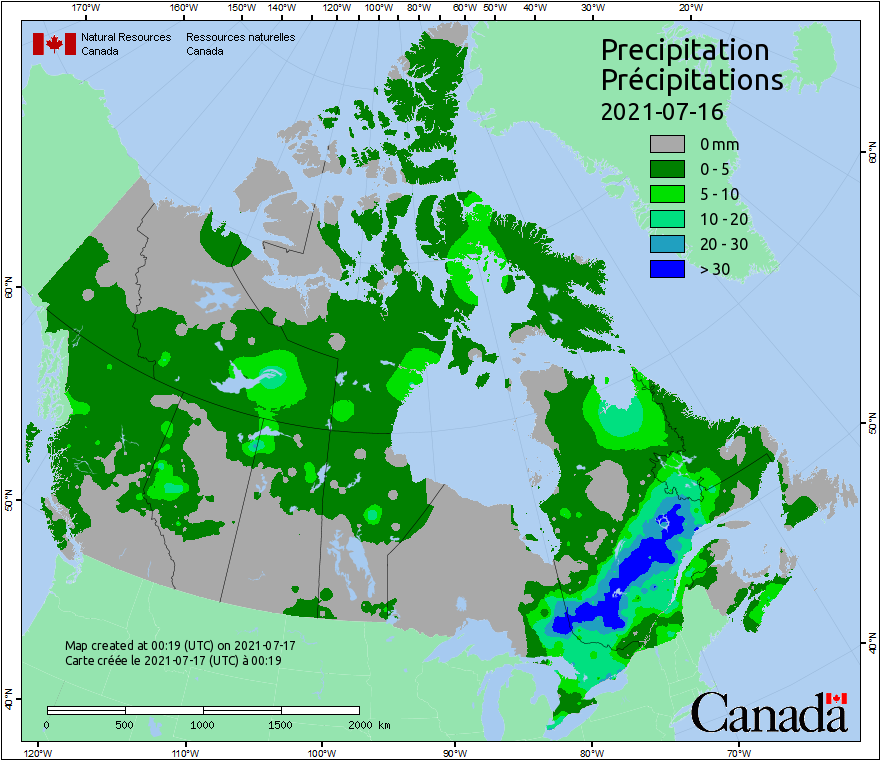 170°W 160°W 150°W 140°W 120°W 100°W 80°W 60°W 50°W 40°W 30°W 20°W
Natural Resources Ressources naturelles
Canada Canada
Precipitation
Précipitations
2021-07-16
0 mm
0 - 5
5 - 10
10 - 20
20 - 30
> 30
60°N 60°N
50°N 50°N
40°N 40°N
Map created at 00:19 (UTC) on 2021-07-17
Carte créée le 2021-07-17 (UTC) à 00:19
0 500 1000 1500 2000 km
Canada
120°W 110°W 100°W 90°W 80°W 70°W